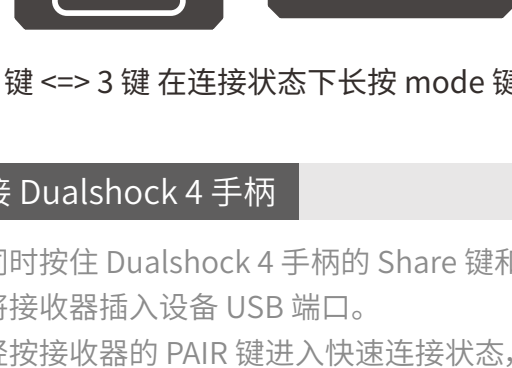 键 <=> 3 键 在连接状态下长按 mode 键
接 Dualshock 4 手柄
同时按住 Dualshock 4 手柄的 Share 键和
将接收器插入设备 USB 端口。
轻按接收器的 PAIR 键进入快速连接状态，